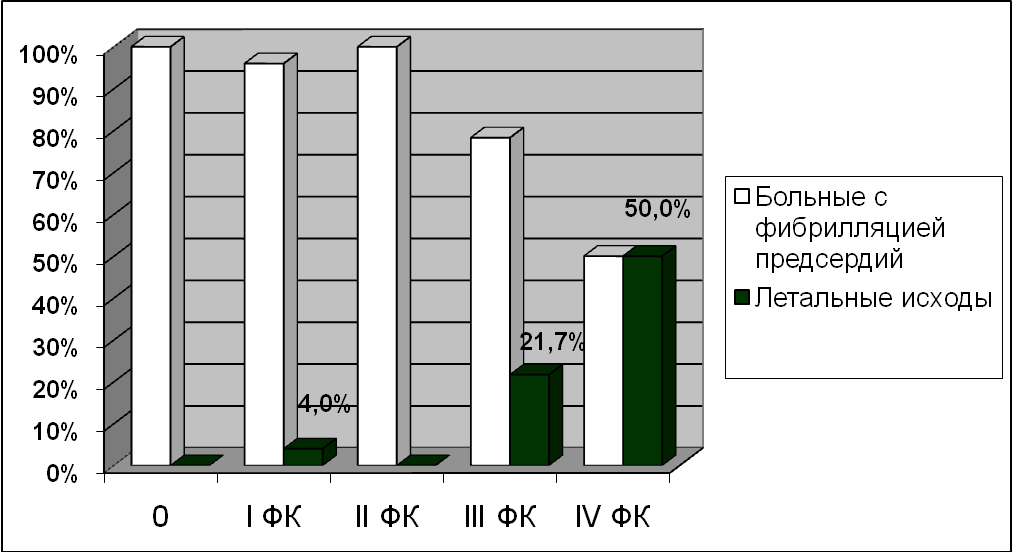 100%
90%
80%
70%
60%
50%
40%
30%
20%
10%
0%
4,0%
21,7%
50,0%
0
I ФК
II ФК
III ФК
IV ФК
Больные с
фибрилляцией
предсердий
Летальные исходы